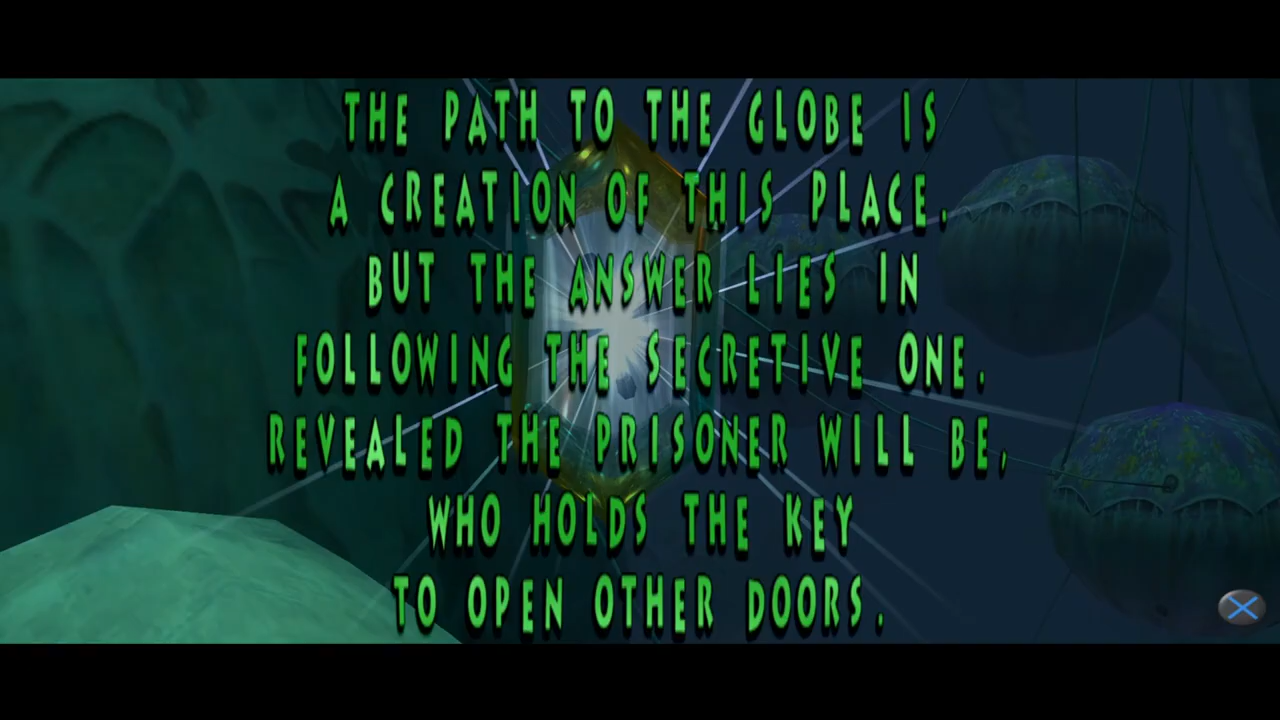 THE PATH TO THE GLOBE IS
A CREATION OF THIS PLACE.
BUT THE ANSWER LIES IN
FOLLOWING THE SECRETIVE ONE.
REVEALED THE PRISONER WILL BE,
WHO HOLDS THE KEY
TO OPEN OTHER DOORS.